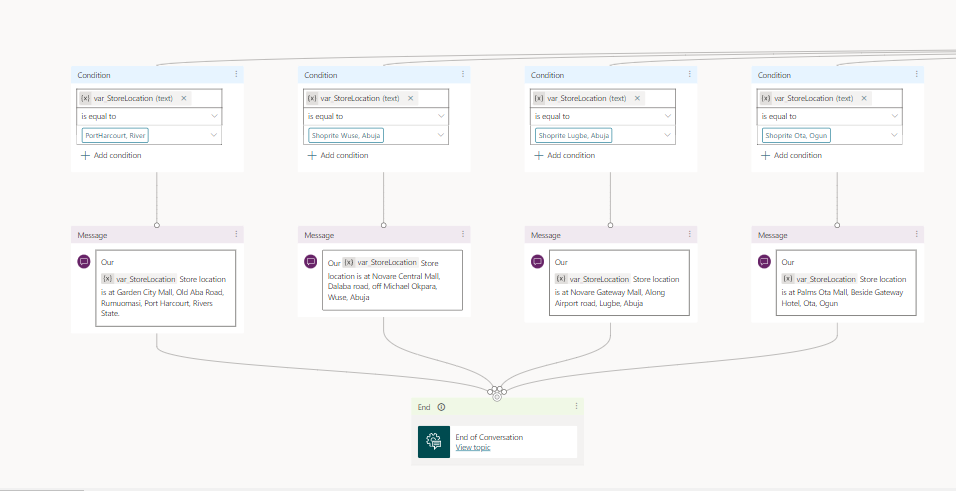 Condition
(x) var_StoreLocation (text) ×
is equal to
PortHarcourt, River
Add condition
Condition
(x) var_StoreLocation (text) ×
is equal to
Shoprite Wuse, Abuja
Add condition
Condition
(x) var_StoreLocation (text) ×
is equal to
Shoprite Lugbe, Abuja
Add condition
Condition
(x) var_StoreLocation (text) ×
is equal to
Shoprite Ota, Ogun
Add condition
Message
Our
(x) var_StoreLocation Store location
is at Garden City Mall, Old Aba Road,
Rumuomasi, Port Harcourt, Rivers
State.
Message
Our (x) var_StoreLocation Store
location is at Novare Central Mall,
Dalaba road, off Michael Okpara,
Wuse, Abuja
Message
Our
(x) var_StoreLocation Store location
is at Novare Gateway Mall, Along
Airport road, Lugbe, Abuja
Message
Our
(x) var_StoreLocation Store location
is at Palms Ota Mall, Beside Gateway
Hotel, Ota, Ogun
End
End of Conversation
View topic